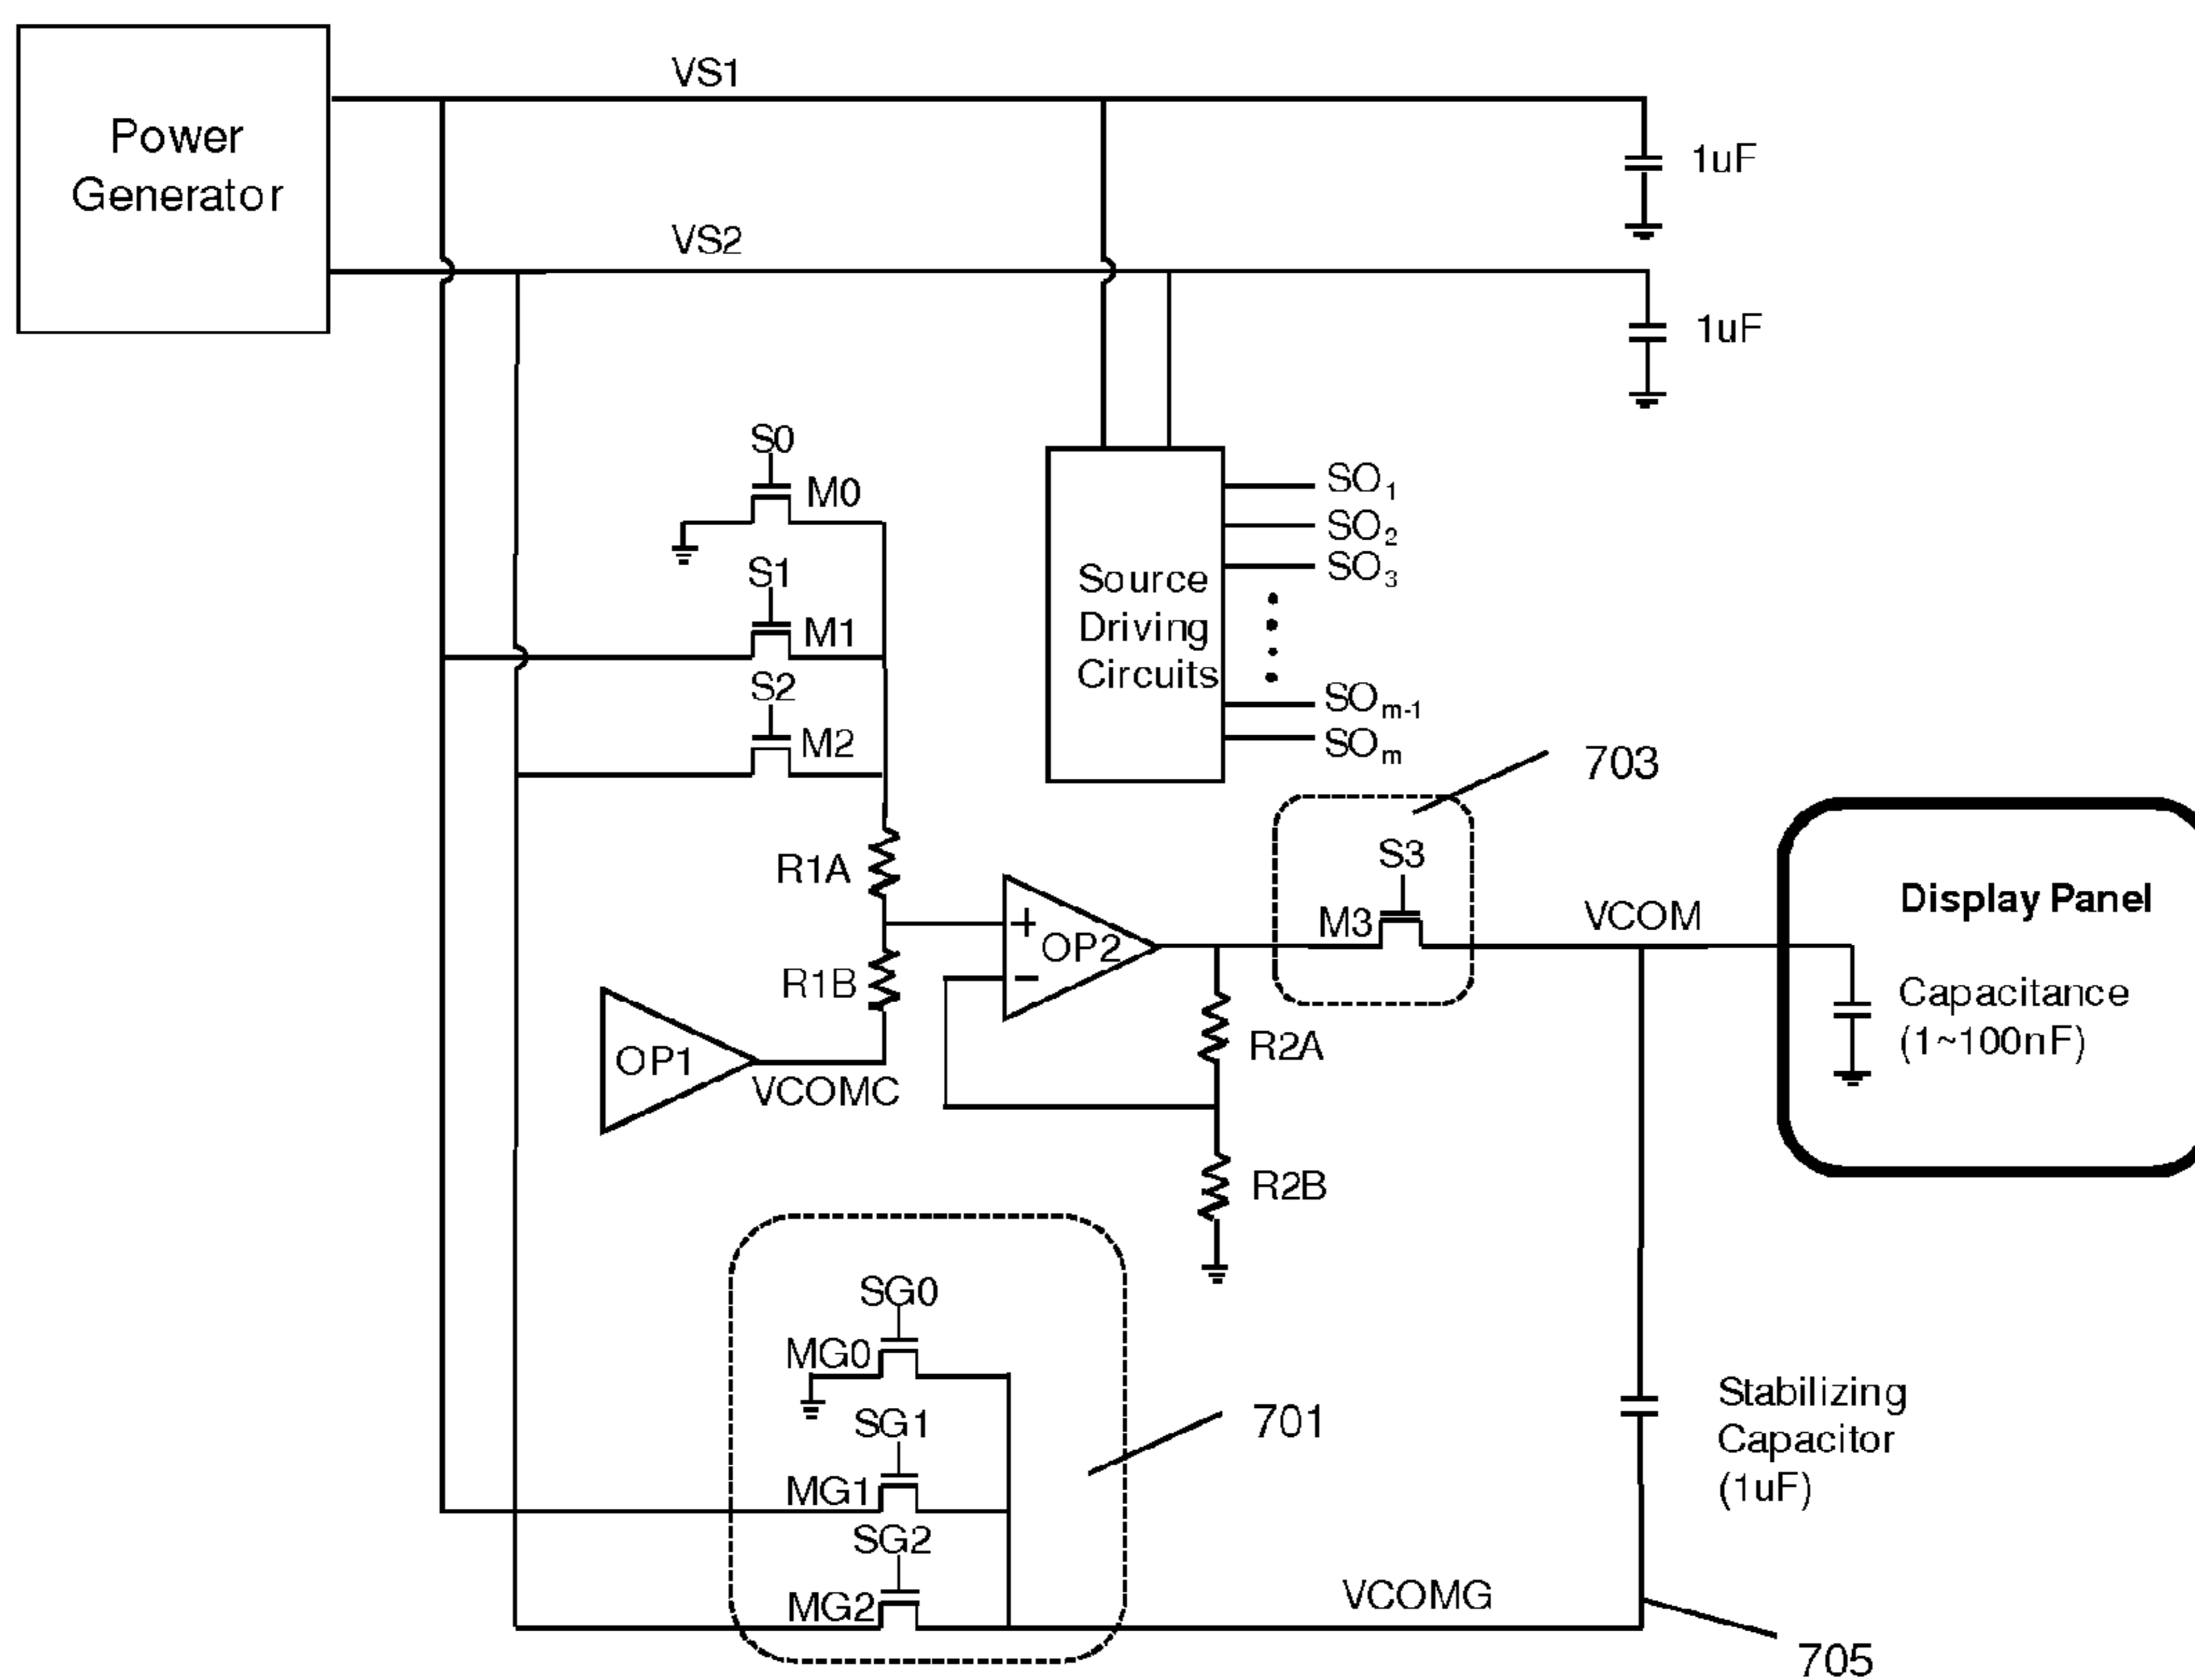 Power
Generator
VS1
1uF
VS2
1uF
S0
M0
S1
M1
S2
M2
Source
Driving
Circuits
SO1
SO2
SO3
SOm-1
SOm
703
R1A
S3
M3
VCOM
Display Panel
Capacitance
(1~100nF)
+
OP2
−
R1B
OP1
VCOMC
R2A
R2B
SG0
MG0
SG1
MG1
SG2
MG2
701
Stabilizing
Capacitor
(1uF)
VCOMG
705